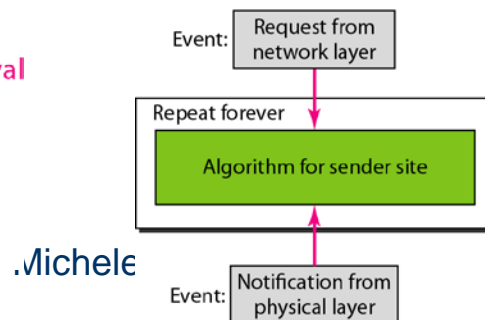 Event:
Request from
network layer
val
Repeat forever
Algorithm for sender site
.Michele
Event:
Notification from
physical layer